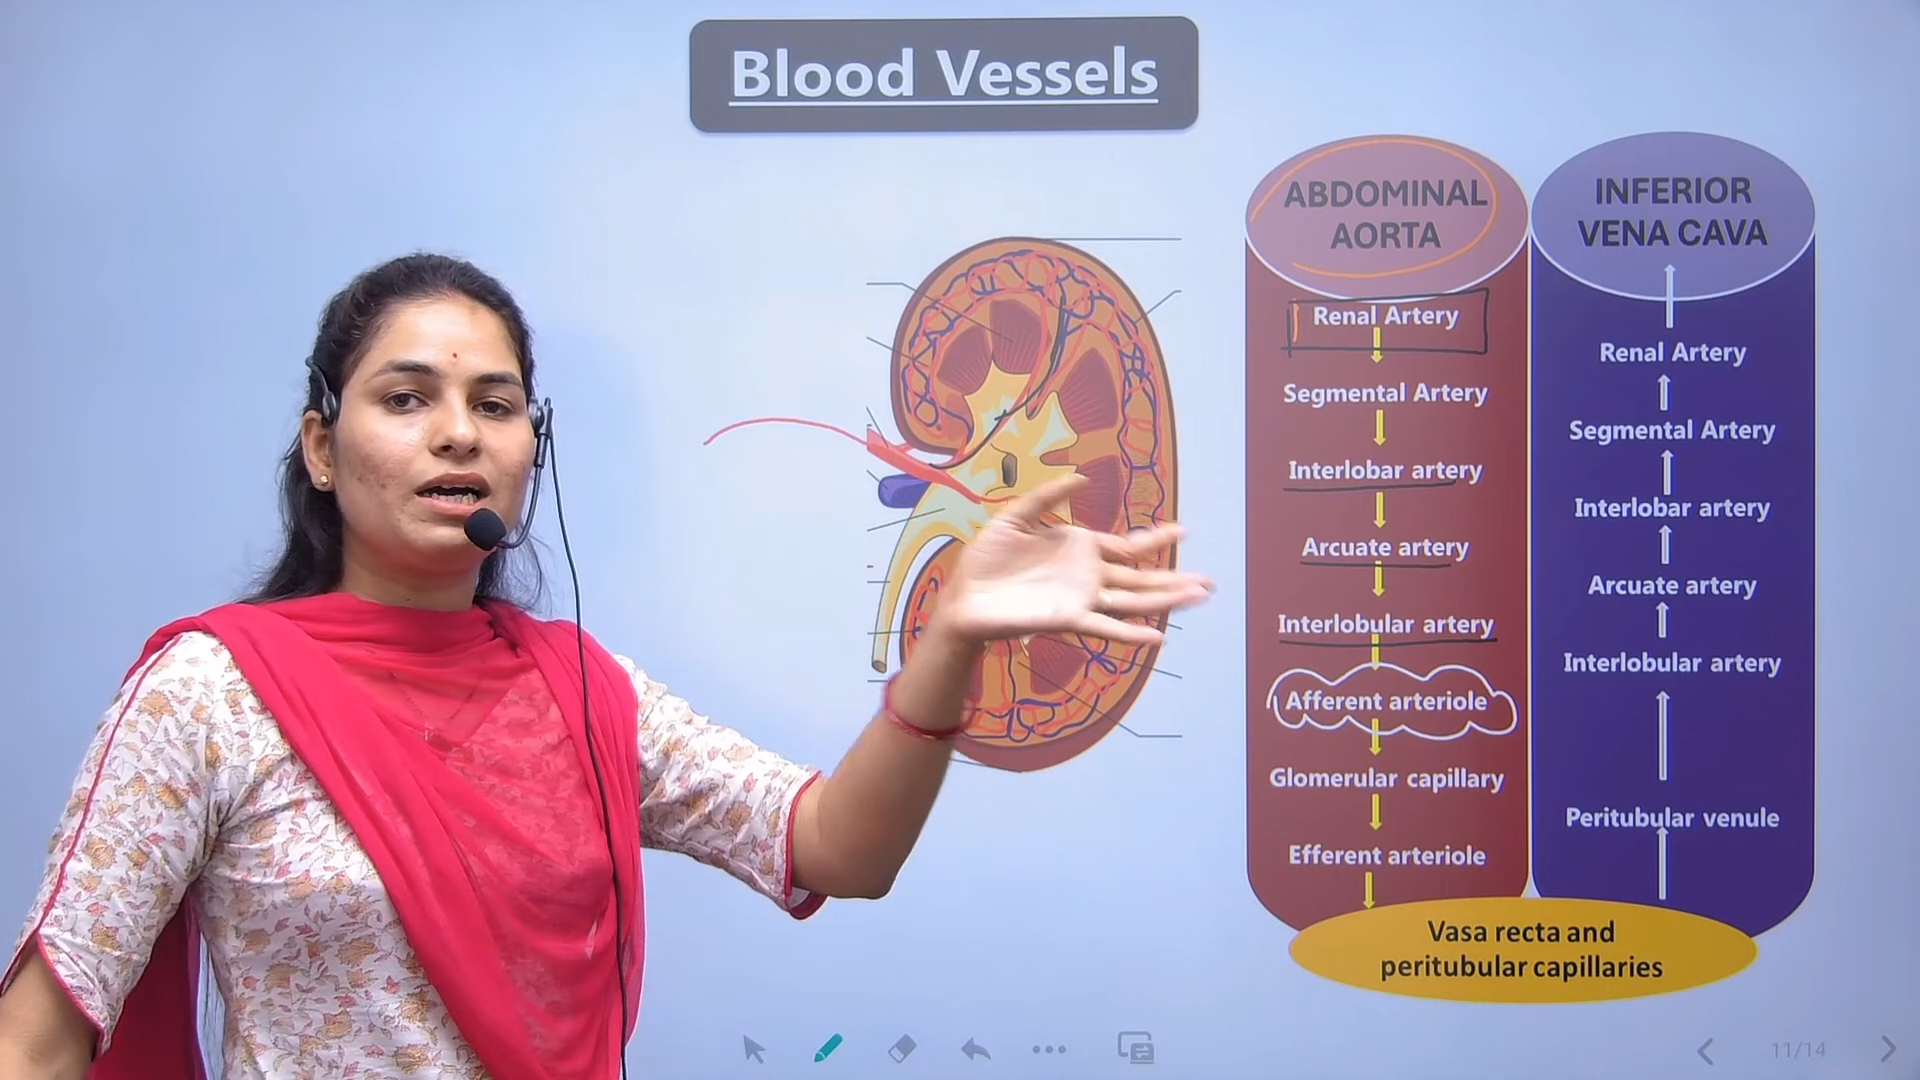 Blood Vessels
ABDOMINAL
AORTA
Renal Artery
Segmental Artery
Interlobar artery
Arcuate artery
Interlobular artery
Afferent arteriole
Glomerular capillary
Efferent arteriole
INFERIOR
VENA CAVA
Renal Artery
Segmental Artery
Interlobar artery
Arcuate artery
Interlobular artery
Peritubular venule
Vasa recta and
peritubular capillaries
11/14